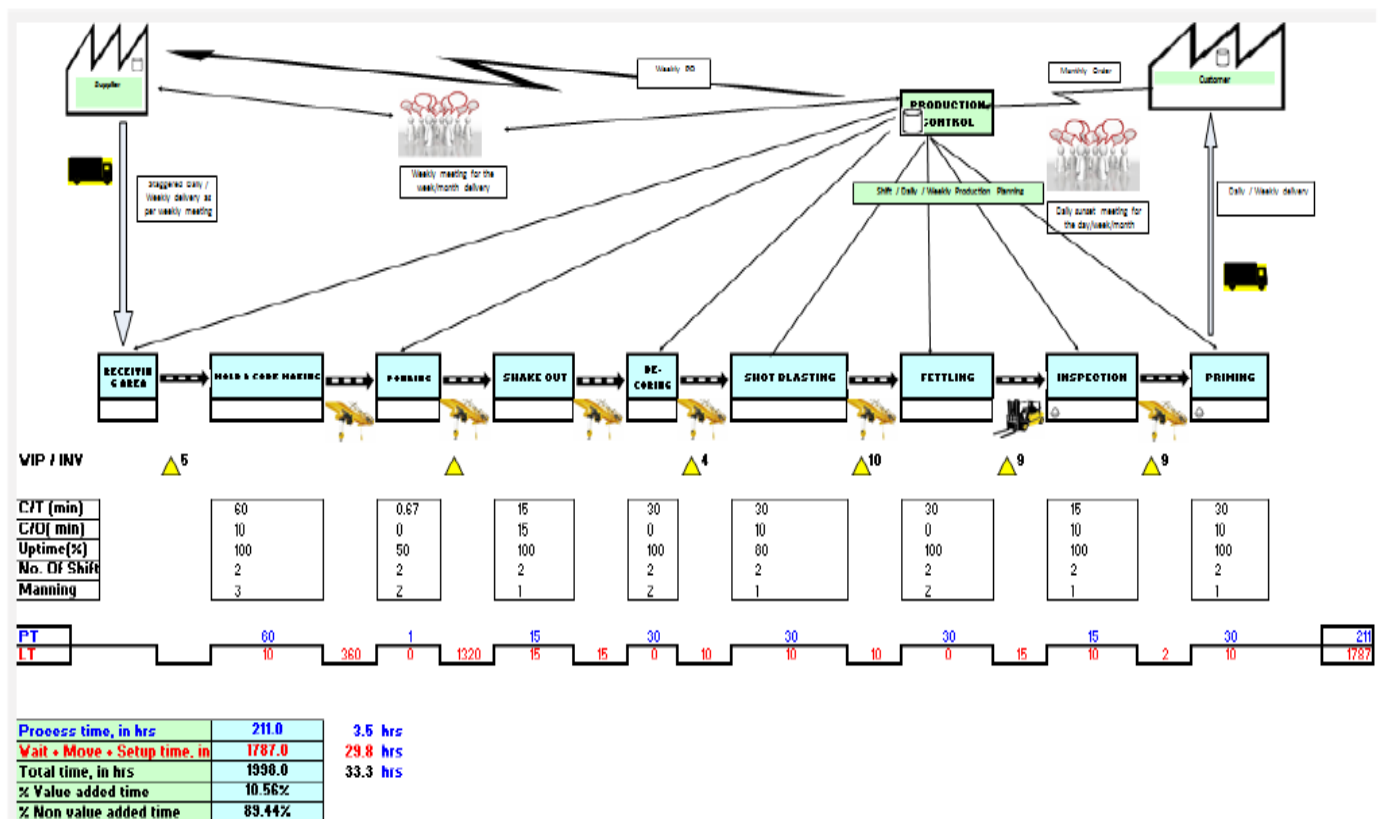 Supplier
Weekly PO
Monthly Order
Customer
PRODUCTION
CONTROL
Weekly meeting for the
week/month delivery
Staggered Daily /
Weekly delivery as
per weekly meeting
Shift / Daily / Weekly Production Planning
Daily sunset meeting for
the day/week/month
Daily / Weekly delivery
RECEIVIN
G AREA
MOLD & CORE MAKING
POURING
SHAKE OUT
DE-
CORING
SHOT BLASTING
FETTLING
INSPECTION
PRIMING
WIP / INV 5 4 10 9 9
C/T (min) 60 0.67 15 30 30 30 15 30
C/O( min) 10 0 15 0 10 0 10 10
Uptime(%) 100 50 100 100 80 100 100 100
No. Of Shift 2 2 2 2 2 2 2 2
Manning 3 2 1 2 1 2 1 1
PT 60 1 15 30 30 30 15 30 211
LT 10 360 0 1320 15 15 0 10 10 10 0 15 10 2 10 1787
Process time, in hrs 211.0 3.5 hrs
Wait + Move + Setup time, in 1787.0 29.8 hrs
Total time, in hrs 1998.0 33.3 hrs
% Value added time 10.56%
% Non value added time 89.44%